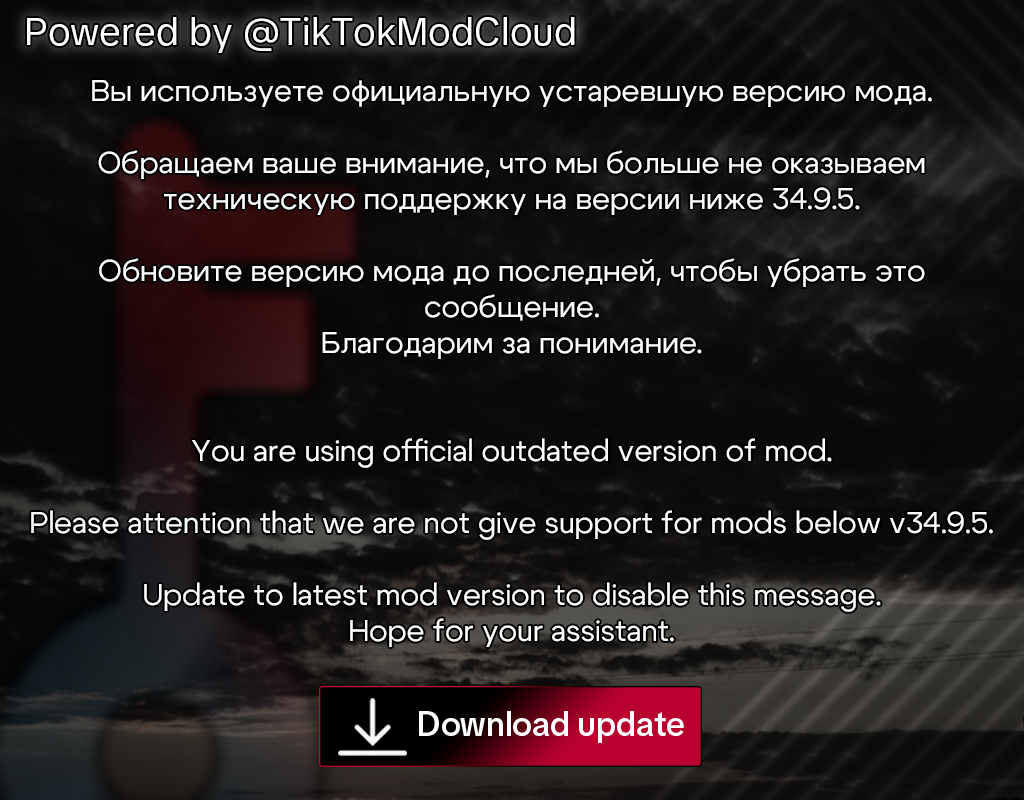 Powered by @TikTokModCloud
Вы используете официальную устаревшую версию мода.
Обращаем ваше внимание, что мы больше не оказываем
техническую поддержку на версии ниже 34.9.5.
Обновите версию мода до последней, чтобы убрать это
сообщение.
Благодарим за понимание.
You are using official outdated version of mod.
Please attention that we are not give support for mods below v34.9.5.
Update to latest mod version to disable this message.
Hope for your assistant.
Download update